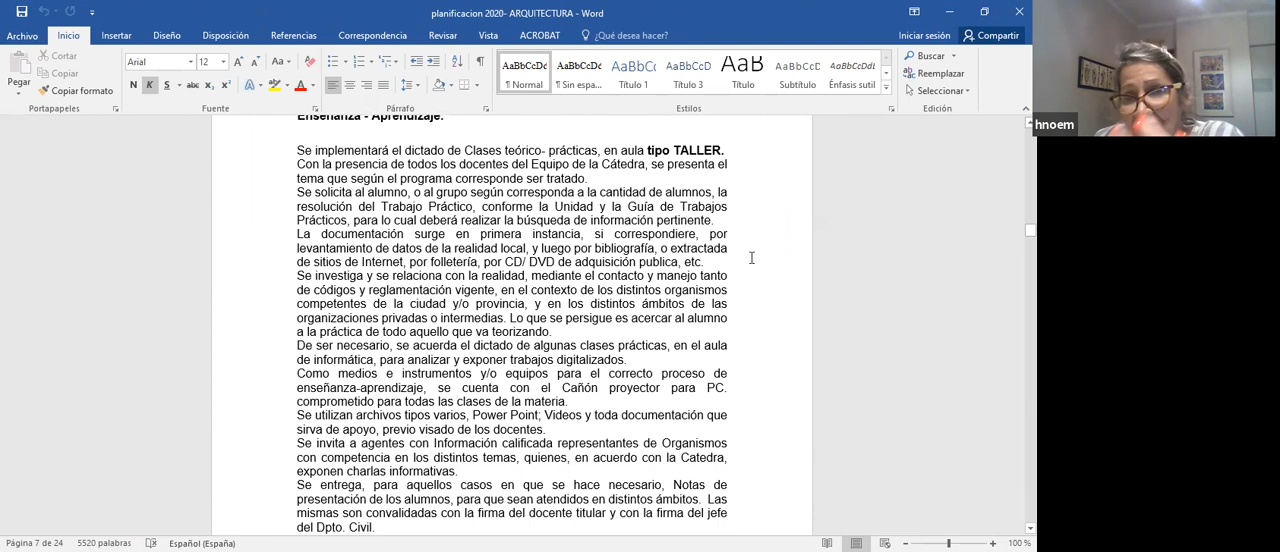 planificacion 2020- ARQUITECTURA - Word
Archivo Inicio Insertar Diseño Disposición Referencias Correspondencia Revisar Vista ACROBAT ¿Qué desea hacer? Iniciar sesión Compartir
Pegar
Cortar
Copiar
Copiar formato
Portapapeles
Arial 12
N K S abc x₂ x²
Fuente
Párrafo
AaBbCcDc ¶ Normal
AaBbCcDc ¶ Sin espa...
AaBbCc Título 1
AaBbCcD Título 3
AaB Título
AaBbCcD Subtítulo
AaBbCcDd Énfasis sutil
Estilos
Buscar
Reemplazar
Seleccionar
Edición
hnoem
Enseñanza - Aprendizaje:
Se implementará el dictado de Clases teórico- prácticas, en aula tipo TALLER.
Con la presencia de todos los docentes del Equipo de la Cátedra, se presenta el
tema que según el programa corresponde ser tratado.
Se solicita al alumno, o al grupo según corresponda a la cantidad de alumnos, la
resolución del Trabajo Práctico, conforme la Unidad y la Guía de Trabajos
Prácticos, para lo cual deberá realizar la búsqueda de información pertinente.
La documentación surge en primera instancia, si correspondiere, por
levantamiento de datos de la realidad local, y luego por bibliografía, o extractada
de sitios de Internet, por folletería, por CD/ DVD de adquisición publica, etc.
Se investiga y se relaciona con la realidad, mediante el contacto y manejo tanto
de códigos y reglamentación vigente, en el contexto de los distintos organismos
competentes de la ciudad y/o provincia, y en los distintos ámbitos de las
organizaciones privadas o intermedias. Lo que se persigue es acercar al alumno
a la práctica de todo aquello que va teorizando.
De ser necesario, se acuerda el dictado de algunas clases prácticas, en el aula
de informática, para analizar y exponer trabajos digitalizados.
Como medios e instrumentos y/o equipos para el correcto proceso de
enseñanza-aprendizaje, se cuenta con el Cañón proyector para PC.
comprometido para todas las clases de la materia.
Se utilizan archivos tipos varios, Power Point; Videos y toda documentación que
sirva de apoyo, previo visado de los docentes.
Se invita a agentes con Información calificada representantes de Organismos
con competencia en los distintos temas, quienes, en acuerdo con la Catedra,
exponen charlas informativas.
Se entrega, para aquellos casos en que se hace necesario, Notas de
presentación de los alumnos, para que sean atendidos en distintos ámbitos. Las
mismas son convalidadas con la firma del docente titular y con la firma del jefe
del Dpto. Civil.
Página 7 de 24 5520 palabras Español (España) 100 %